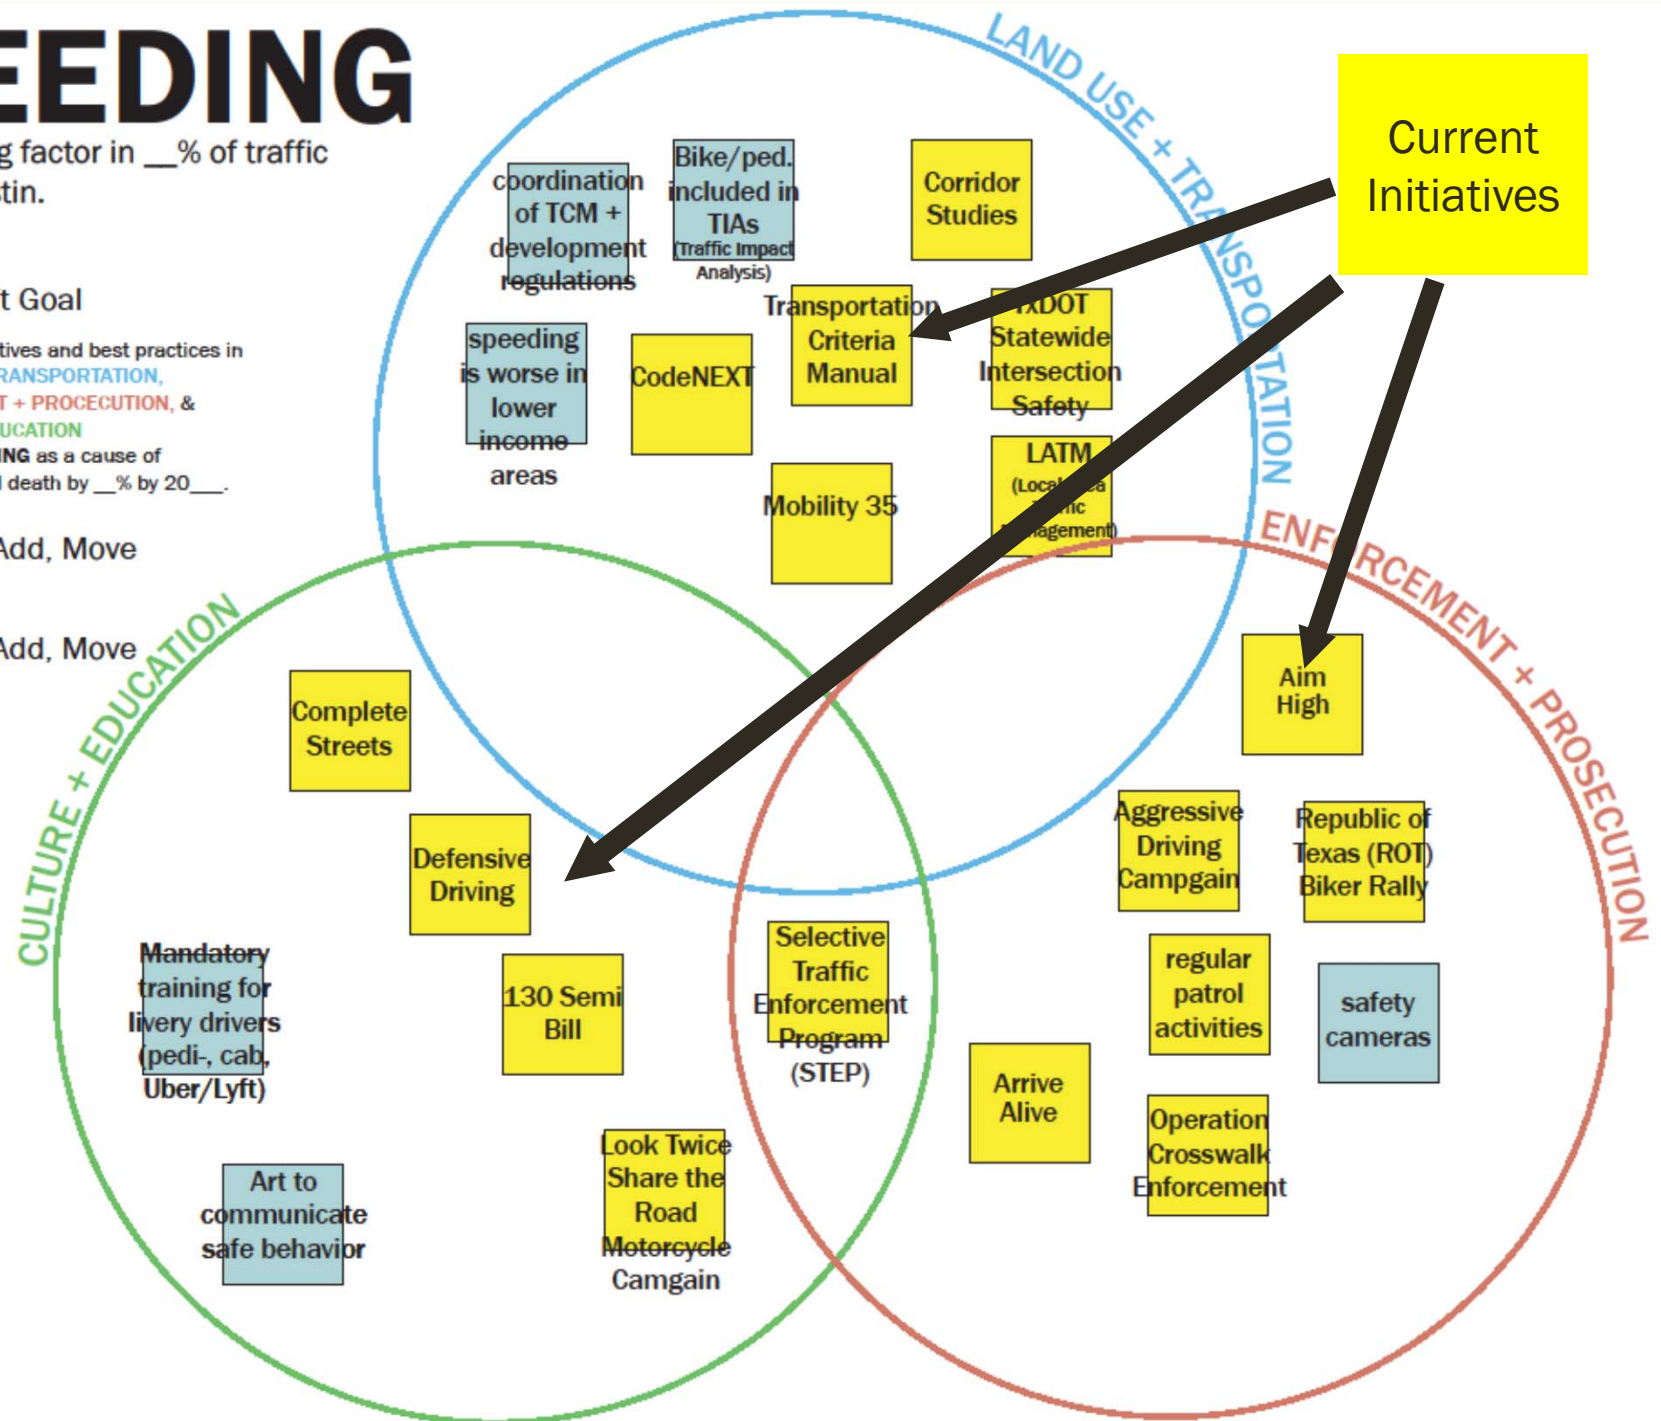 EEDING
g factor in __% of traffic
tin.
t Goal
tives and best practices in
RANSPORTATION,
T + PROCECUTION, &
UCATION
ING as a cause of
l death by __% by 20___.
Add, Move
Add, Move
LAND USE + TRANSPORTATION
Current
Initiatives
coordination
of TCM +
development
regulations
Bike/ped.
included in
TIAs
(Traffic Impact
Analysis)
Corridor
Studies
speeding
is worse in
lower
income
areas
CodeNEXT
Transportation
Criteria
Manual
TxDOT
Statewide
Intersection
Safety
Mobility 35
LATM
(Local
ENFORCEMENT + PROSECUTION
CULTURE + EDUCATION
Complete
Streets
Defensive
Driving
Mandatory
training for
livery drivers
(pedi-, cab,
Uber/Lyft)
130 Semi
Bill
Art to
communicate
safe behavior
Look Twice
Share the
Road
Motorcycle
Camgain
Selective
Traffic
Enforcement
Program
(STEP)
Aim
High
Aggressive
Driving
Campgain
Republic of
Texas (ROT)
Biker Rally
regular
patrol
activities
safety
cameras
Arrive
Alive
Operation
Crosswalk
Enforcement